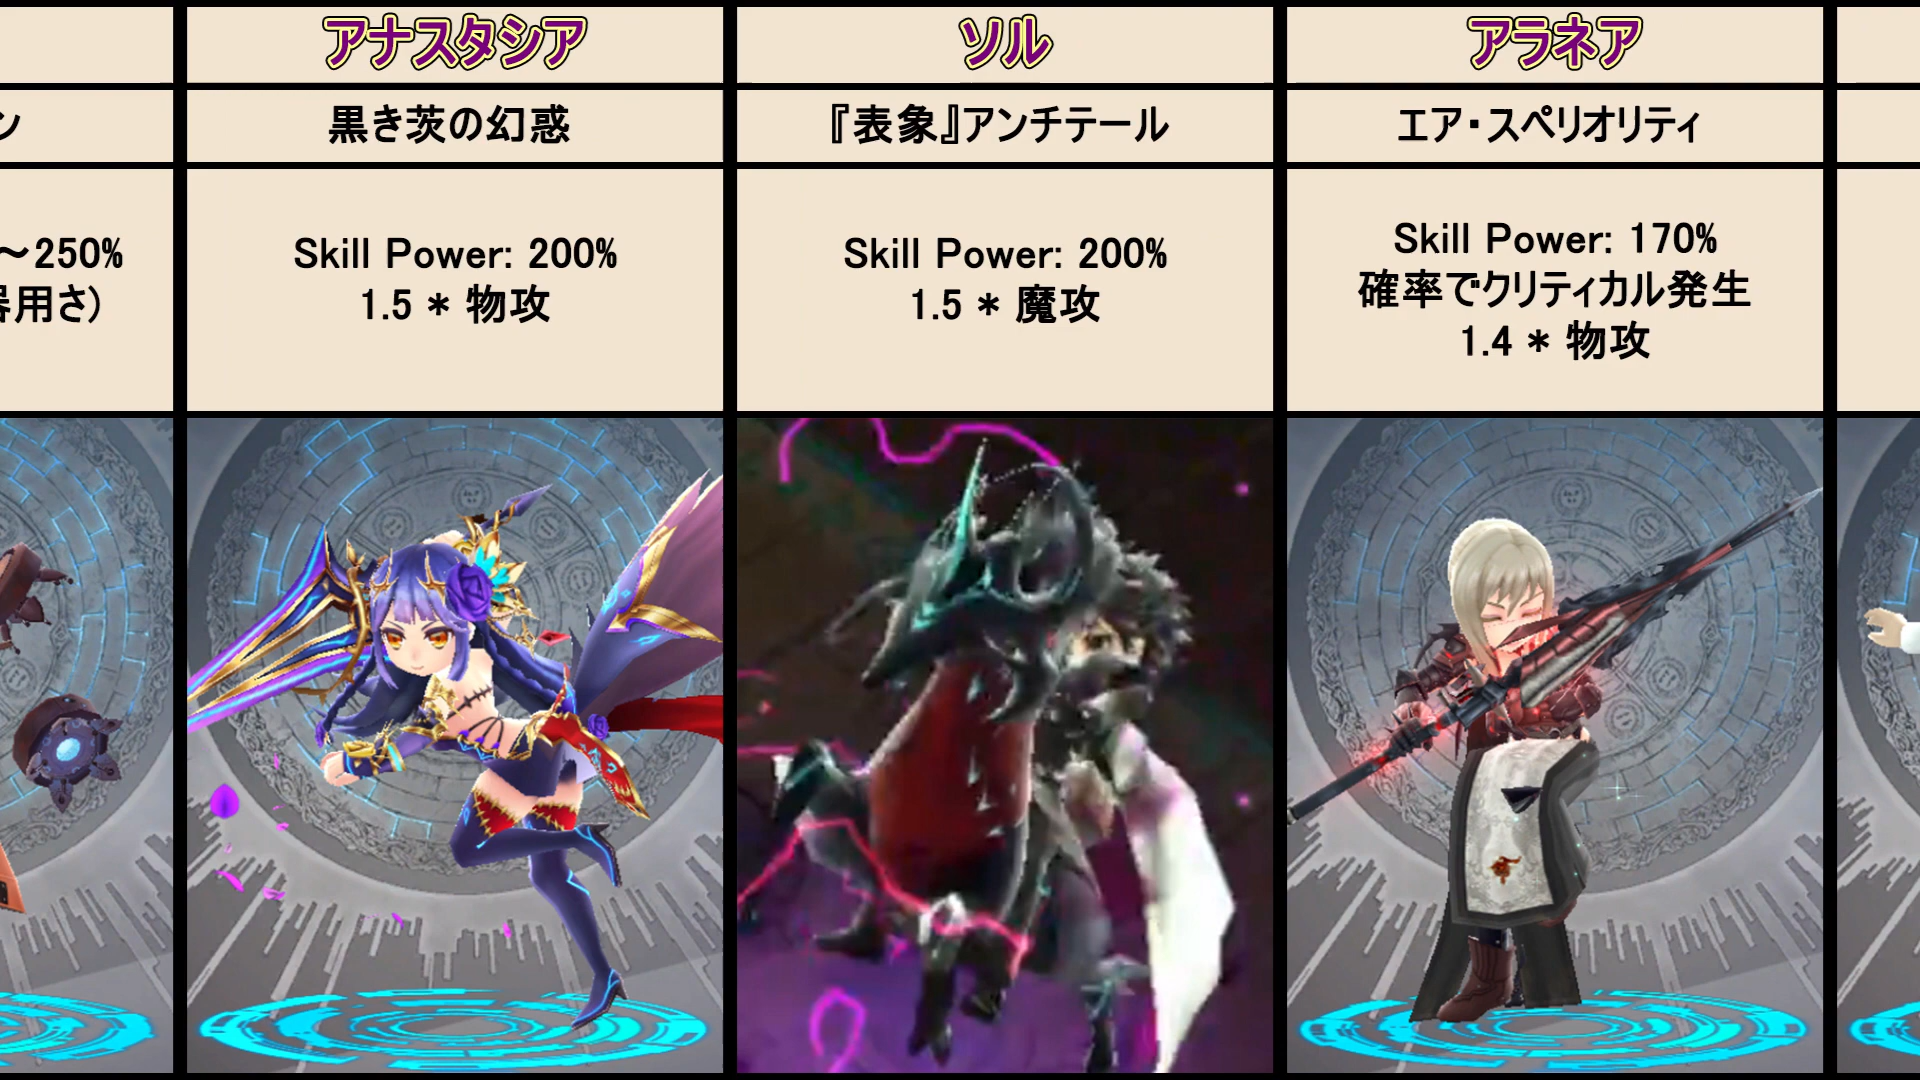 ン
～250%
器用さ)
アナスタシア
黒き茨の幻惑
Skill Power: 200%
1.5 * 物攻
ソル
『表象』アンチテール
Skill Power: 200%
1.5 * 魔攻
アラネア
エア・スペリオリティ
Skill Power: 170%
確率でクリティカル発生
1.4 * 物攻